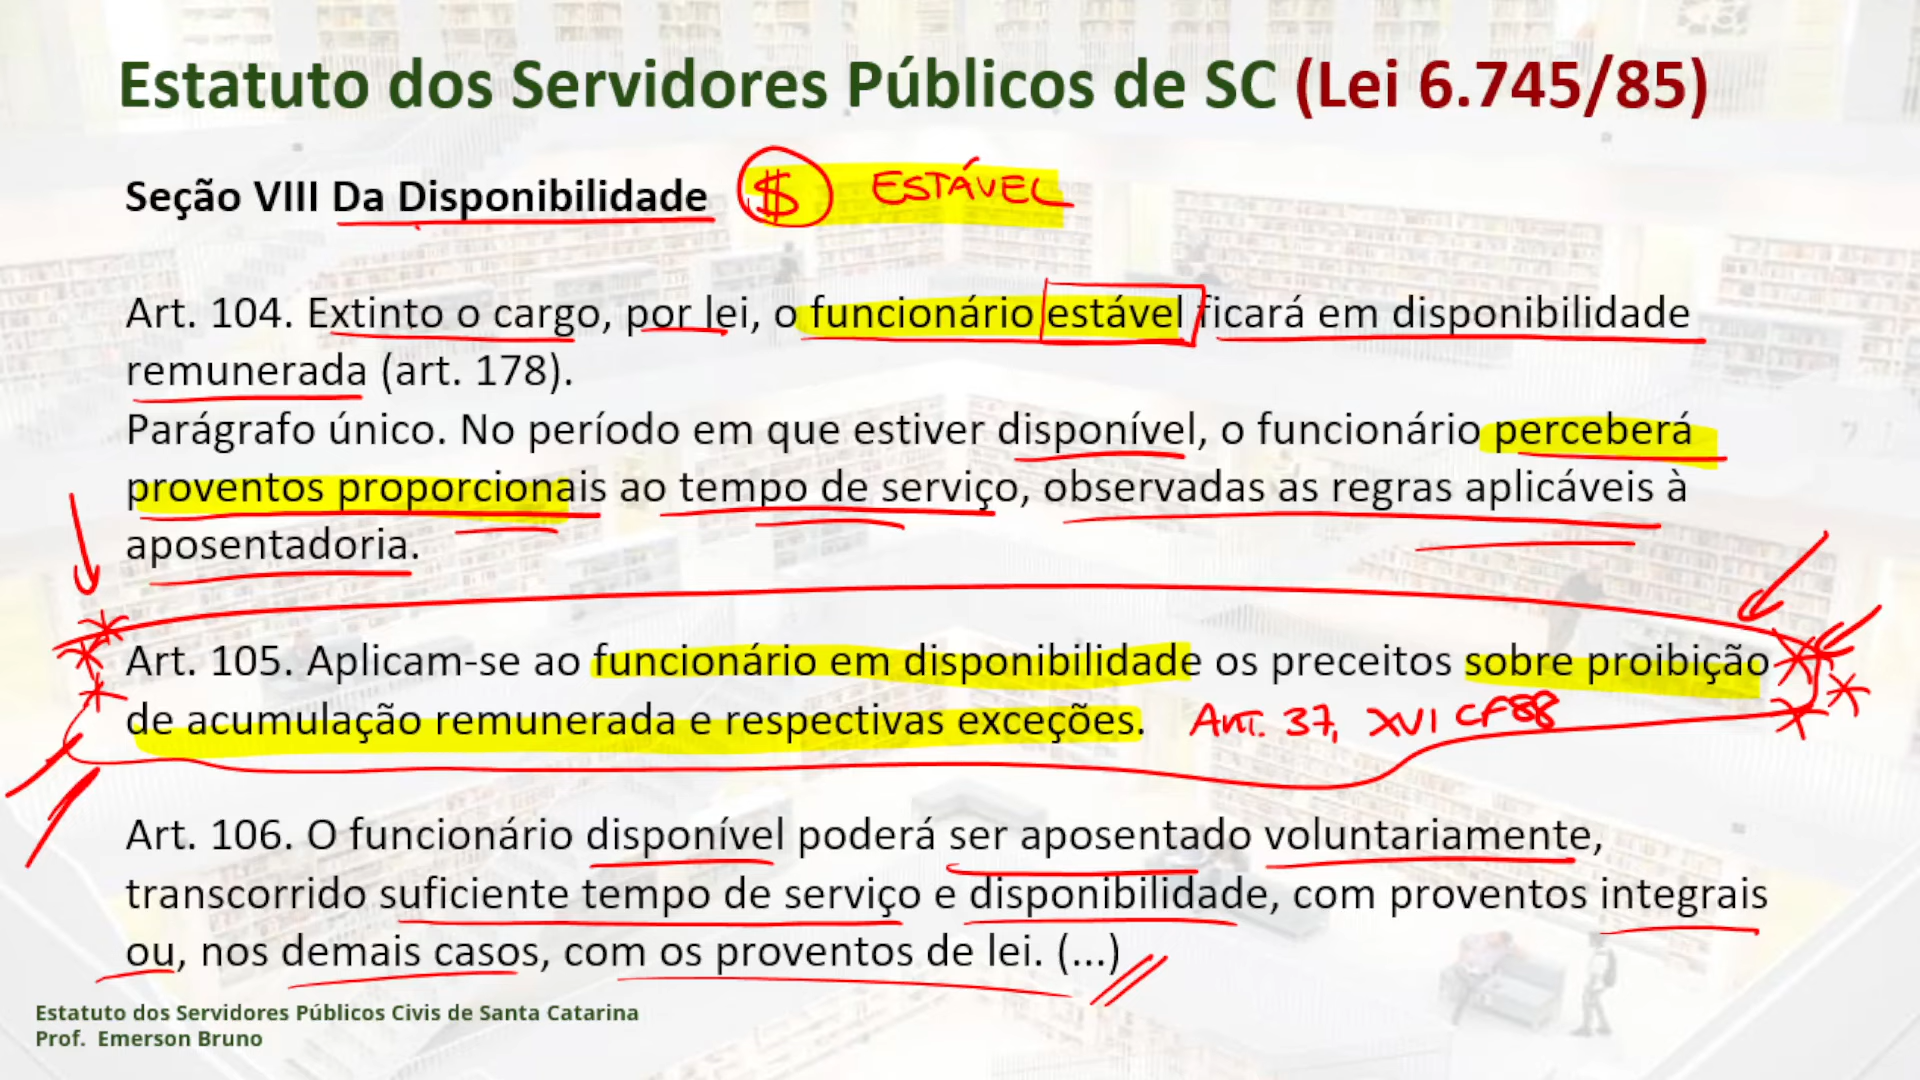 Estatuto dos Servidores Públicos de SC (Lei 6.745/85)
Seção VIII Da Disponibilidade $ ESTÁVEL
Art. 104. Extinto o cargo, por lei, o funcionário estável ficará em disponibilidade
remunerada (art. 178).
Parágrafo único. No período em que estiver disponível, o funcionário perceberá
proventos proporcionais ao tempo de serviço, observadas as regras aplicáveis à
aposentadoria.
Art. 105. Aplicam-se ao funcionário em disponibilidade os preceitos sobre proibição
de acumulação remunerada e respectivas exceções. ART. 37, XVI CF88
Art. 106. O funcionário disponível poderá ser aposentado voluntariamente,
transcorrido suficiente tempo de serviço e disponibilidade, com proventos integrais
ou, nos demais casos, com os proventos de lei. (...)
Estatuto dos Servidores Públicos Civis de Santa Catarina
Prof. Emerson Bruno